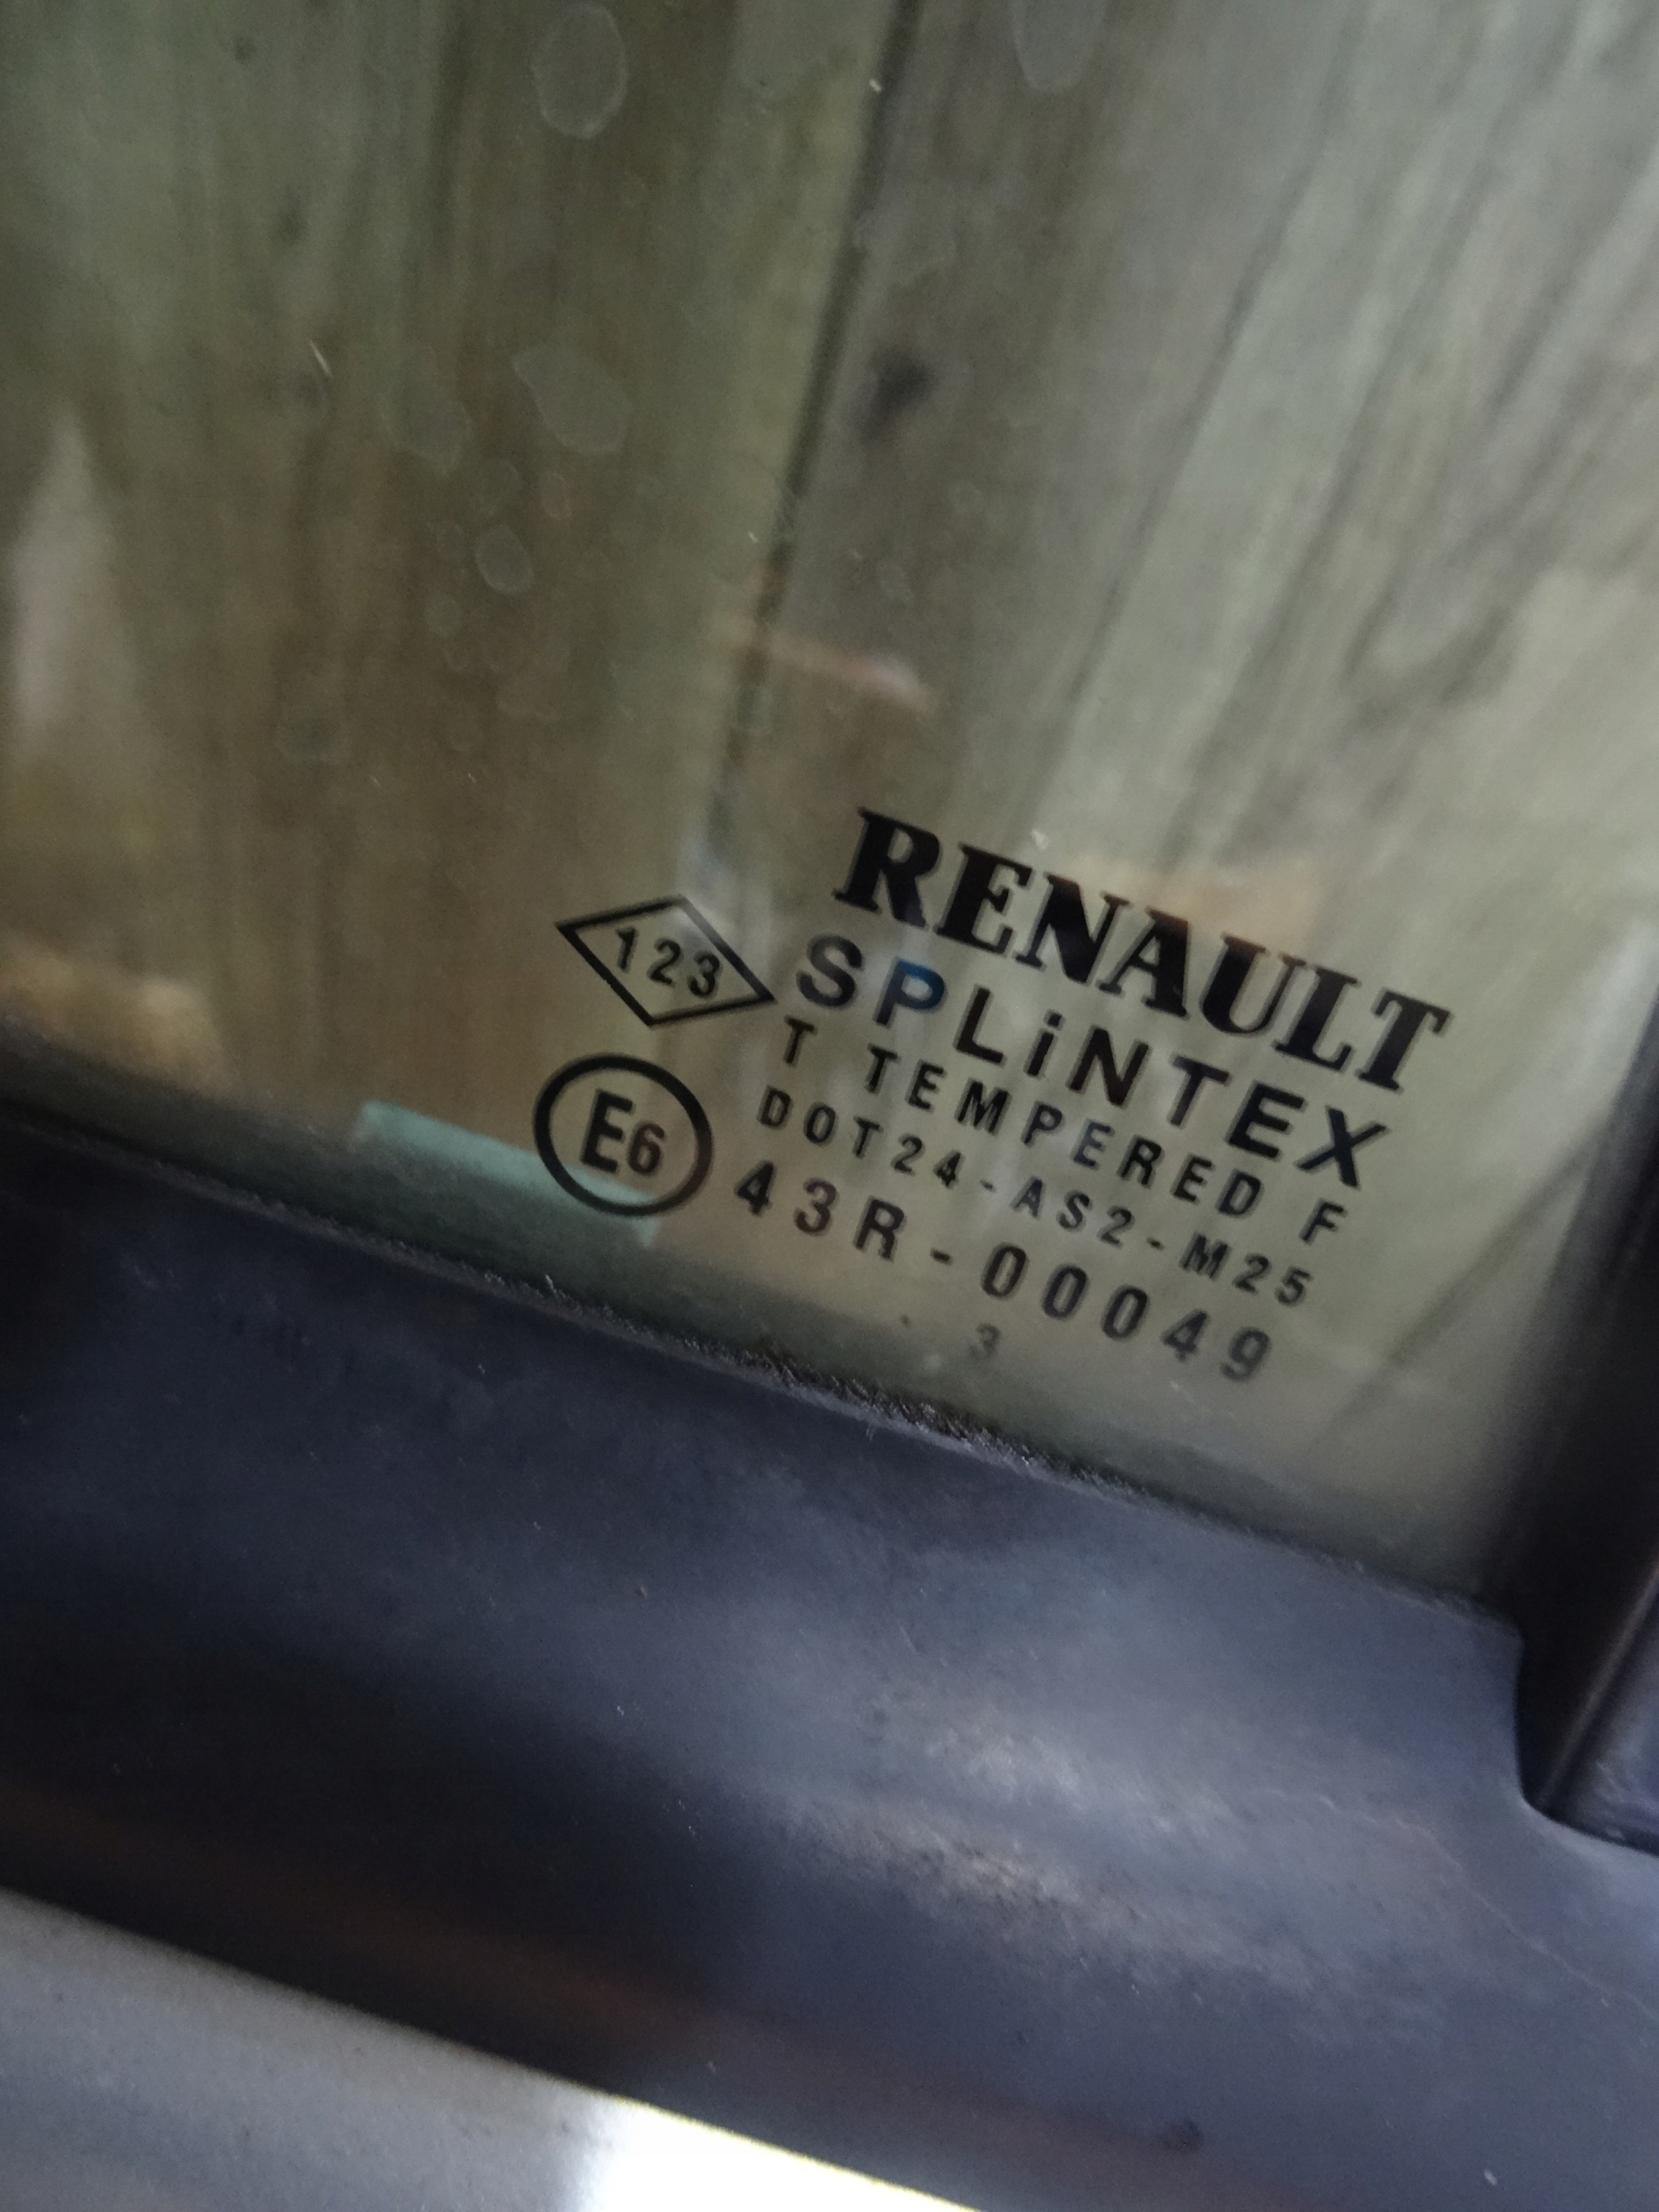 RENAULT
123
SPLiNTEX
T TEMPERED F
DOT24-AS2-M25
E6
43R-00049
. 3